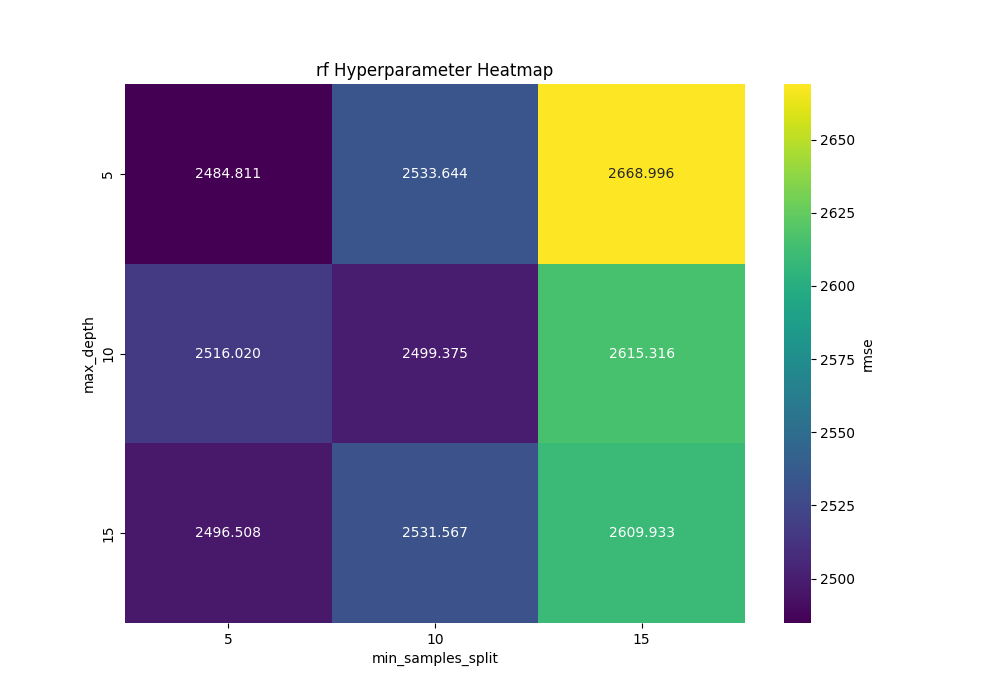 rf Hyperparameter Heatmap
max_depth
5 2484.811 2533.644 2668.996
10 2516.020 2499.375 2615.316
15 2496.508 2531.567 2609.933
5 10 15
min_samples_split
2650
2625
2600
2575
2550
2525
2500
rmse